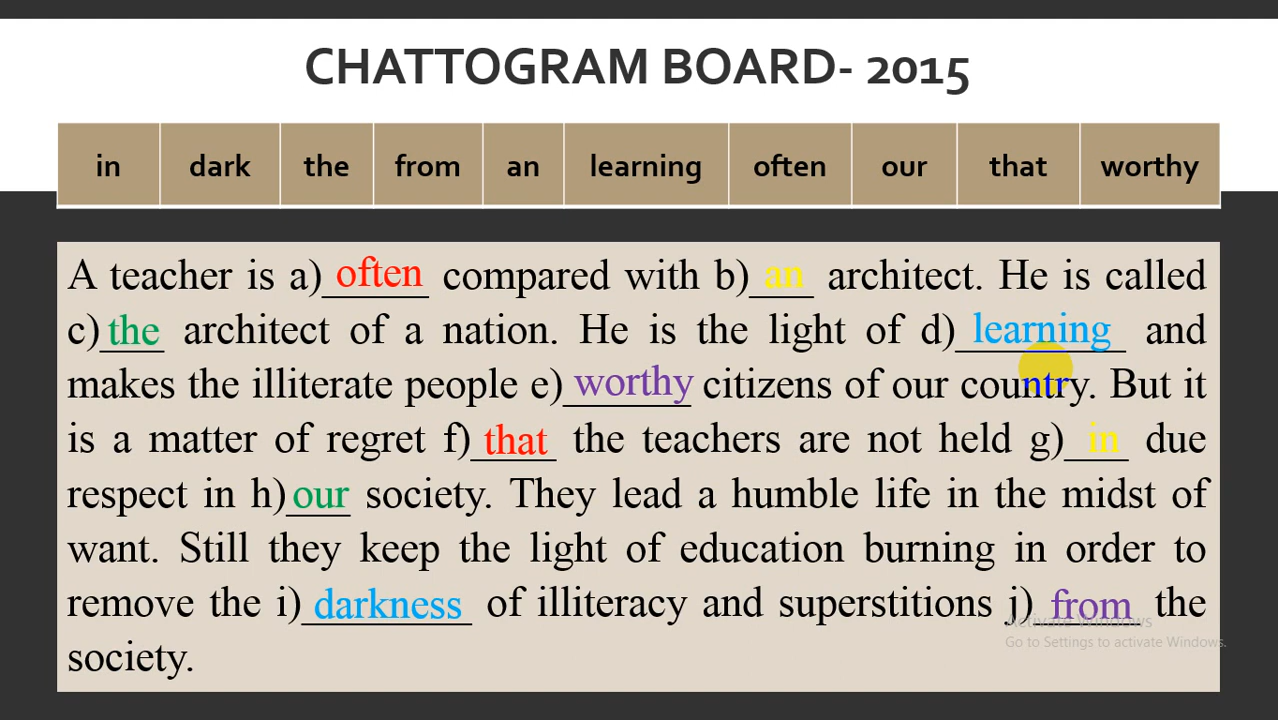 CHATTOGRAM BOARD- 2015
in dark the from an learning often our that worthy
A teacher is a) often compared with b) an architect. He is called
c) the architect of a nation. He is the light of d) learning and
makes the illiterate people e) worthy citizens of our country. But it
is a matter of regret f) that the teachers are not held g) in due
respect in h) our society. They lead a humble life in the midst of
want. Still they keep the light of education burning in order to
remove the i) darkness of illiteracy and superstitions j) from the
society.
Activate Windows
Go to Settings to activate Windows.